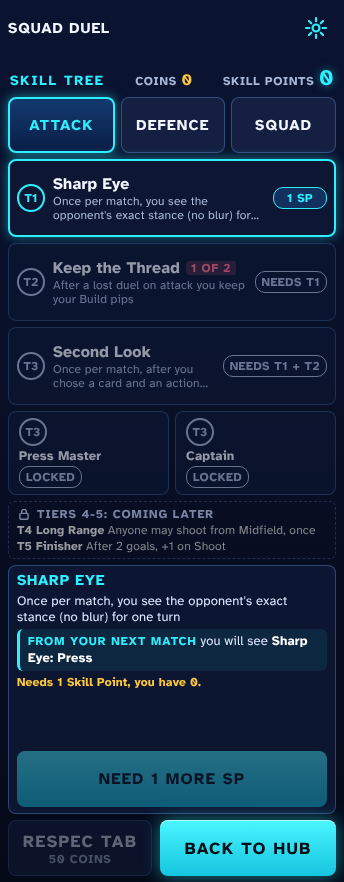 SQUAD DUEL
SKILL TREE COINS 0 SKILL POINTS 0
ATTACK DEFENCE SQUAD
T1 Sharp Eye
Once per match, you see the
opponent's exact stance (no blur) for...
1 SP
T2 Keep the Thread 1 OF 2
After a lost duel on attack you keep
your Build pips
NEEDS T1
T3 Second Look
Once per match, after you
chose a card and an action...
NEEDS T1 + T2
T3 Press Master
LOCKED
T3 Captain
LOCKED
TIERS 4-5: COMING LATER
T4 Long Range Anyone may shoot from Midfield, once
T5 Finisher After 2 goals, +1 on Shoot
SHARP EYE
Once per match, you see the opponent's exact
stance (no blur) for one turn
FROM YOUR NEXT MATCH you will see Sharp
Eye: Press
Needs 1 Skill Point, you have 0.
NEED 1 MORE SP
RESPEC TAB
50 COINS
BACK TO HUB